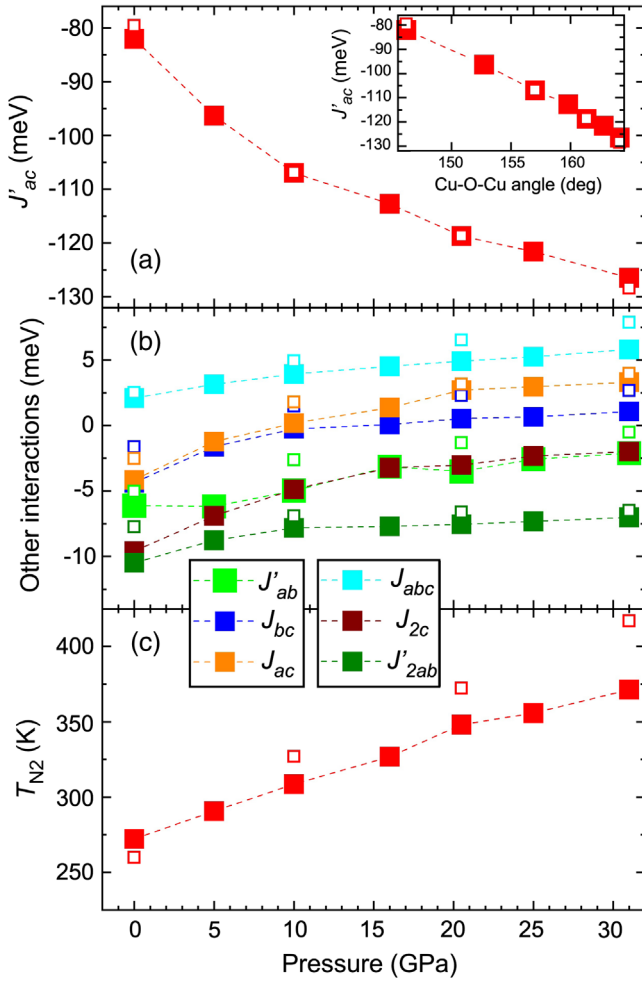 -80
-90
-100
-110
-120
-130
J'ac (meV)
(a)
-80
-90
-100
-110
-120
-130
J'ac (meV)
150
155
160
Cu-O-Cu angle (deg)
5
0
-5
-10
Other interactions (meV)
(b)
J'ab
Jbc
Jac
Jabc
J2c
J'2ab
400
350
300
250
TN2 (K)
(c)
0
5
10
15
20
25
30
Pressure (GPa)